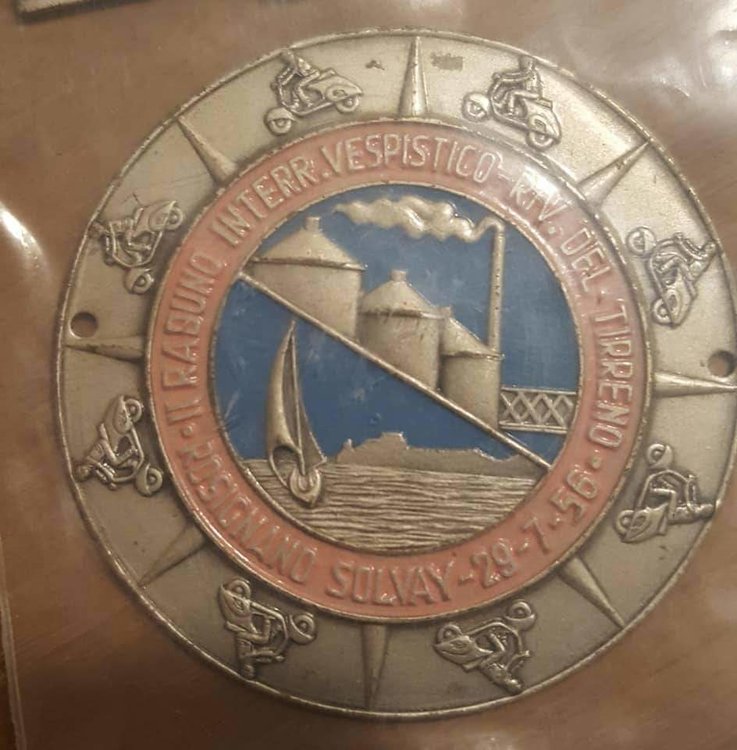 II RADUNO INTERR. VESPISTICO-RIV. DEL-TIRRENO
ROSIGNANO SOLVAY-29-7-56